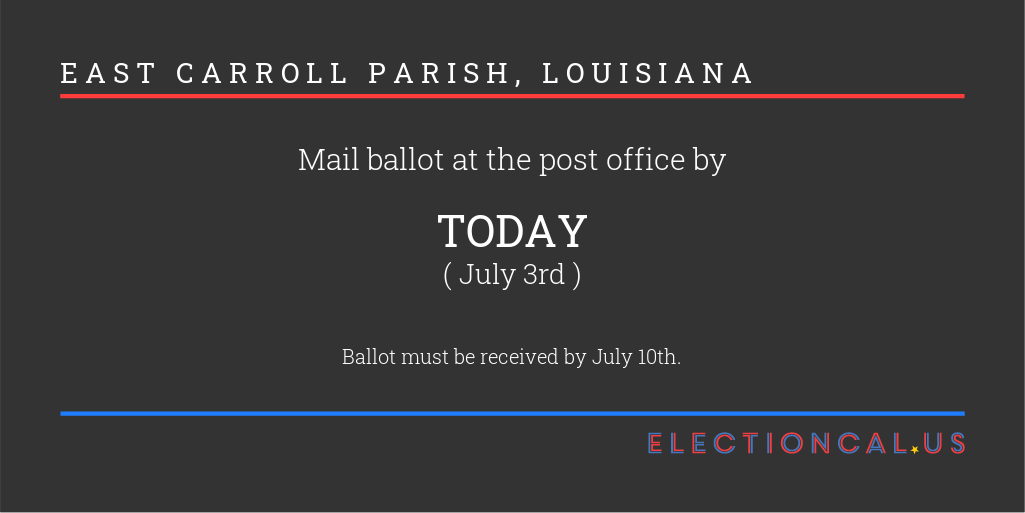 EAST CARROLL PARISH, LOUISIANA
Mail ballot at the post office by
TODAY
( July 3rd )
Ballot must be received by July 10th.
ELECTIONCAL.US